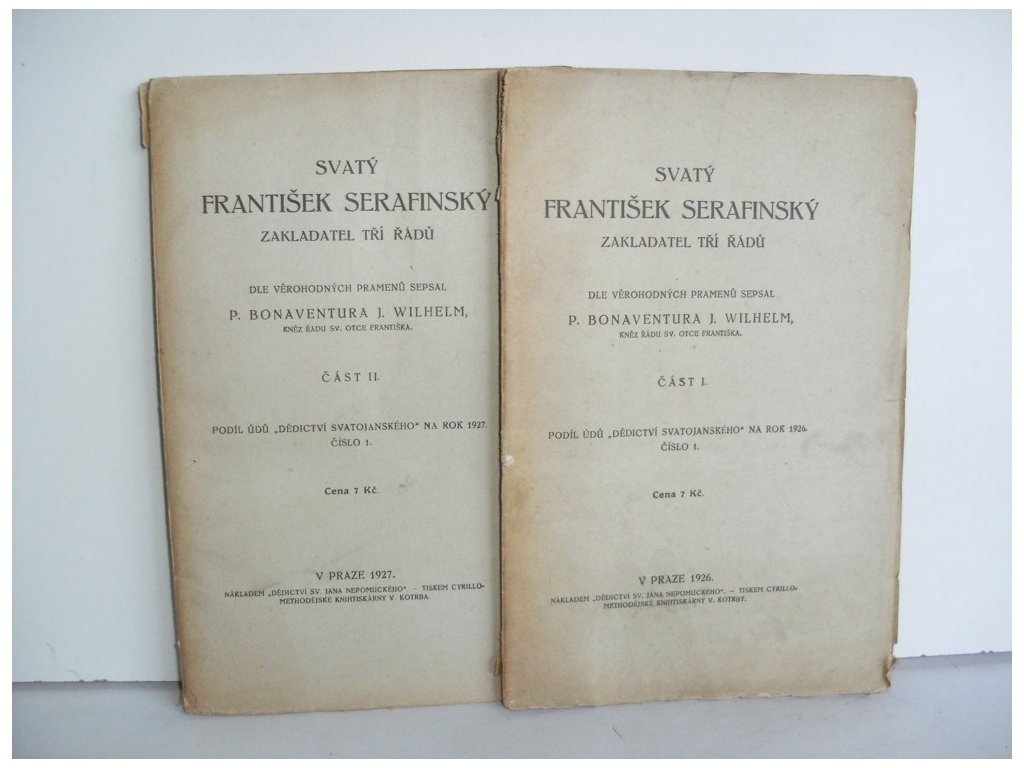 SVATÝ
FRANTIŠEK SERAFINSKÝ
ZAKLADATEL TŘÍ ŘÁDŮ
DLE VĚROHODNÝCH PRAMENŮ SEPSAL
P. BONAVENTURA J. WILHELM,
KNĚZ ŘÁDU SV. OTCE FRANTIŠKA.
ČÁST II.
PODÍL ÚDŮ „DĚDICTVÍ SVATOJANSKÉHO“ NA ROK 1927.
ČÍSLO 1.
Cena 7 Kč.
V PRAZE 1927.
NÁKLADEM „DĚDICTVÍ SV. JANA NEPOMUCKÉHO“. — TISKEM CYRILLO-
METHODĚJSKÉ KNIHTISKÁRNY V. KOTRBA.
SVATÝ
FRANTIŠEK SERAFINSKÝ
ZAKLADATEL TŘÍ ŘÁDŮ
DLE VĚROHODNÝCH PRAMENŮ SEPSAL
P. BONAVENTURA J. WILHELM,
KNĚZ ŘÁDU SV. OTCE FRANTIŠKA.
ČÁST I.
PODÍL ÚDŮ „DĚDICTVÍ SVATOJANSKÉHO“ NA ROK 1926.
ČÍSLO 1.
Cena 7 Kč.
V PRAZE 1926.
NÁKLADEM „DĚDICTVÍ SV. JANA NEPOMUCKÉHO“. — TISKEM CYRILLO-
METHODĚJSKÉ KNIHTISKÁRNY V. KOTRBY.